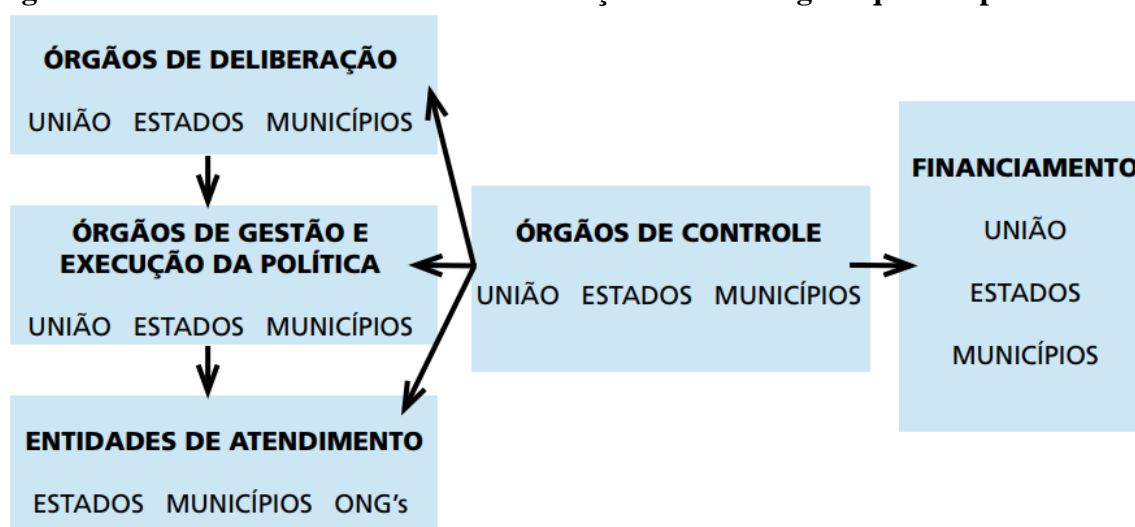 ÓRGÃOS DE DELIBERAÇÃO
UNIÃO ESTADOS MUNICÍPIOS
ÓRGÃOS DE GESTÃO E
EXECUÇÃO DA POLÍTICA
UNIÃO ESTADOS MUNICÍPIOS
ENTIDADES DE ATENDIMENTO
ESTADOS MUNICÍPIOS ONG's
ÓRGÃOS DE CONTROLE
UNIÃO ESTADOS MUNICÍPIOS
FINANCIAMENTO
UNIÃO
ESTADOS
MUNICÍPIOS